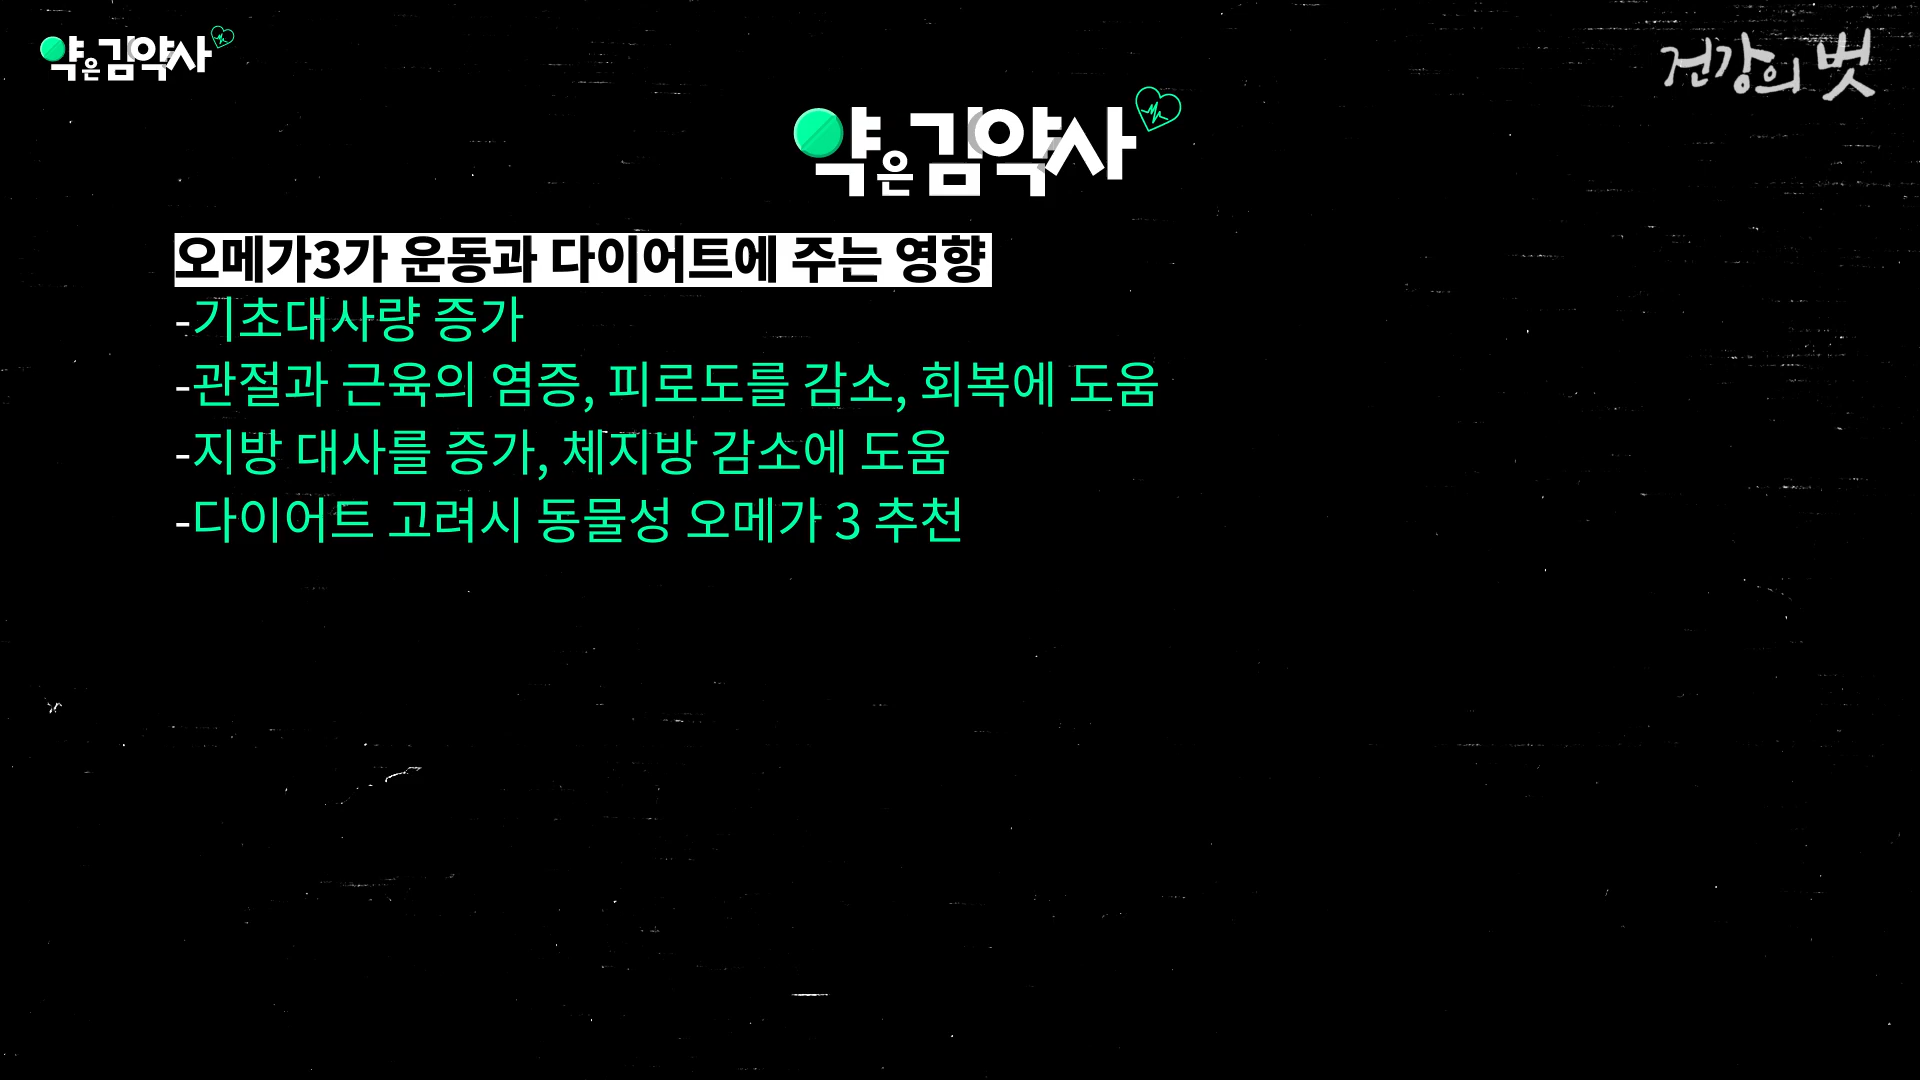 약은김약사
건강의 벗
약은김약사
오메가3가 운동과 다이어트에 주는 영향
-기초대사량 증가
-관절과 근육의 염증, 피로도를 감소, 회복에 도움
-지방 대사를 증가, 체지방 감소에 도움
-다이어트 고려시 동물성 오메가 3 추천